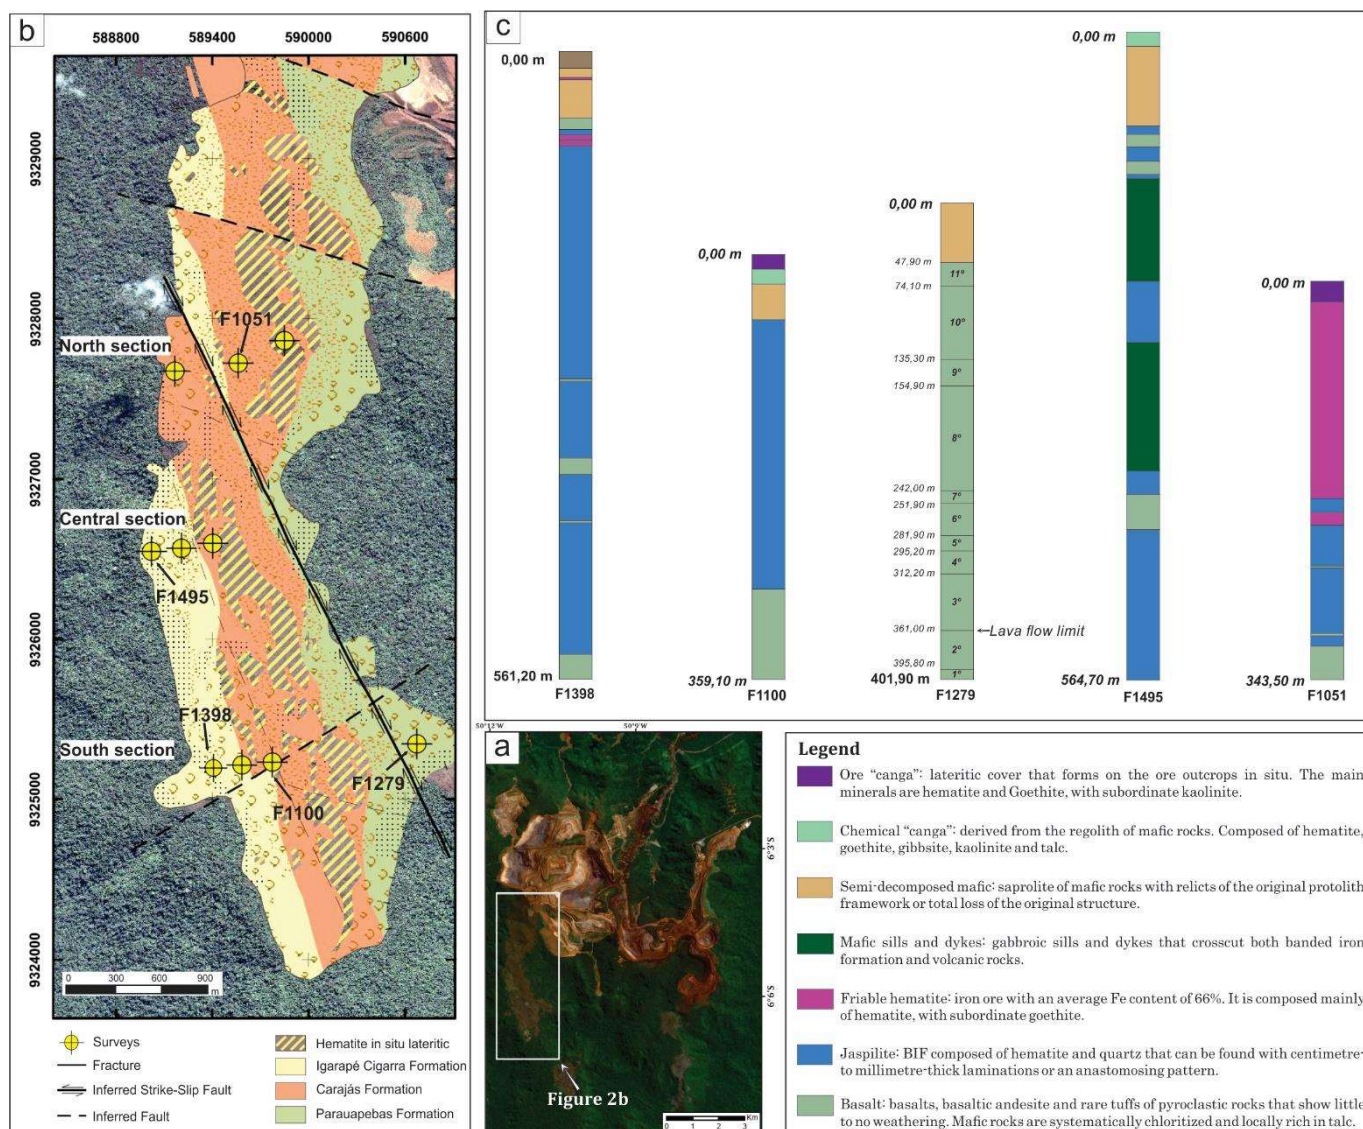 b
588800
589400
590000
590600
9329000
9328000
9327000
9326000
9325000
9324000
F1051
North section
Central section
F1495
F1398
South section
F1100
F1279
0
300
600
900
m
Surveys
Fracture
Inferred Strike-Slip Fault
Inferred Fault
Hematite in situ lateritic
Igarapé Cigarra Formation
Carajás Formation
Parauapebas Formation
c
0,00 m
561,20 m
F1398
0,00 m
359,10 m
F1100
0,00 m
47,90 m
11º
74,10 m
10º
135,30 m
9º
154,90 m
8º
242,00 m
7º
251,90 m
6º
281,90 m
5º
295,20 m
4º
312,20 m
3º
361,00 m
Lava flow limit
2º
395,80 m
1º
401,90 m
F1279
0,00 m
564,70 m
F1495
0,00 m
343,50 m
F1051
50°12'W
50°9'W
a
6°3'S
6°6'S
Figure 2b
0 1 2 3
Km
Legend
Ore “canga”: lateritic cover that forms on the ore outcrops in situ. The main
minerals are hematite and Goethite, with subordinate kaolinite.
Chemical “canga”: derived from the regolith of mafic rocks. Composed of hematite,
goethite, gibbsite, kaolinite and talc.
Semi-decomposed mafic: saprolite of mafic rocks with relicts of the original protolith
framework or total loss of the original structure.
Mafic sills and dykes: gabbroic sills and dykes that crosscut both banded iron
formation and volcanic rocks.
Friable hematite: iron ore with an average Fe content of 66%. It is composed mainly
of hematite, with subordinate goethite.
Jaspilite: BIF composed of hematite and quartz that can be found with centimetre-
to millimetre-thick laminations or an anastomosing pattern.
Basalt: basalts, basaltic andesite and rare tuffs of pyroclastic rocks that show little
to no weathering. Mafic rocks are systematically chloritized and locally rich in talc.